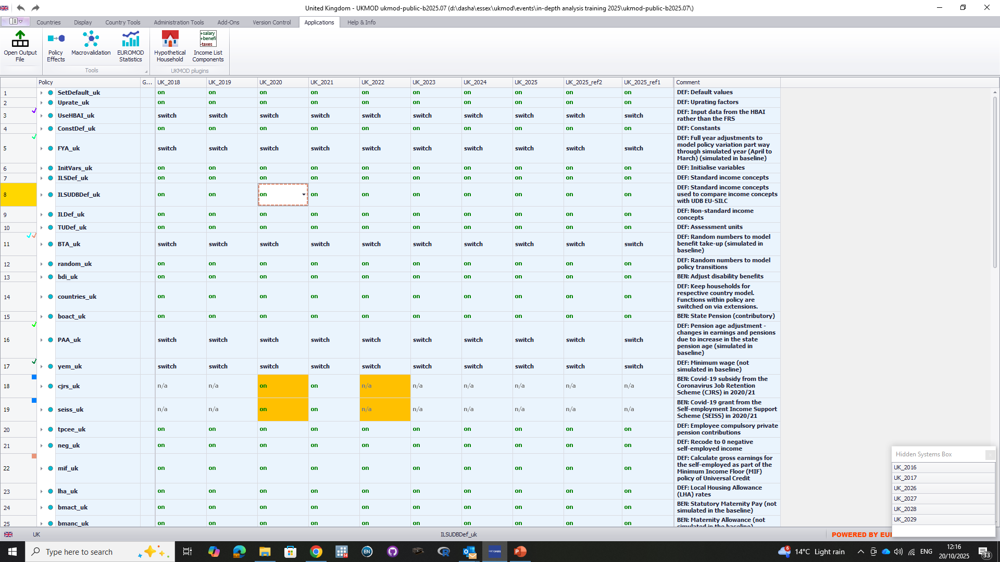 United Kingdom - UKMOD ukmod-public-b2025.07 (d:\dasha\essex\ukmod\events\in-depth analysis training 2025\ukmod-public-b2025.07\)
Countries Display Country Tools Administration Tools Add-Ons Version Control Applications Help & Info
+salary
+benefi
-taxes
Open Output File
Policy Effects
Macrovalidation
EUROMOD Statistics
Hypothetical Household
Income List Components
Tools
UKMOD plugins
Policy G... UK_2018 UK_2019 UK_2020 UK_2021 UK_2022 UK_2023 UK_2024 UK_2025 UK_2025_ref2 UK_2025_ref1 Comment
1 SetDefault_uk on on on on on on on on on on DEF: Default values
2 Uprate_uk on on on on on on on on on on DEF: Uprating factors
3 UseHBAI_uk switch switch switch switch switch switch switch switch switch switch DEF: Input data from the HBAI
rather than the FRS
4 ConstDef_uk on on on on on on on on on on DEF: Constants
5 FYA_uk switch switch switch switch switch switch switch switch switch switch DEF: Full year adjustments to
model policy variation part way
through simulated year (April to
March) (simulated in baseline)
6 InitVars_uk on on on on on on on on on on DEF: Initialise variables
7 ILSDef_uk on on on on on on on on on on DEF: Standard income concepts
8 ILSUDBDef_uk on on on on on on on on on on DEF: Standard income concepts
used to compare income concepts
with UDB EU-SILC
9 ILDef_uk on on on on on on on on on on DEF: Non-standard income
concepts
10 TUDef_uk on on on on on on on on on on DEF: Assessment units
11 BTA_uk switch switch switch switch switch switch switch switch switch switch DEF: Random numbers to model
benefit take-up (simulated in
baseline)
12 random_uk on on on on on on on on on on DEF: Random numbers to model
policy transitions
13 bdi_uk on on on on on on on on on on BEN: Adjust disability benefits
14 countries_uk on on on on on on on on on on DEF: Keep households for
respective country model.
Functions within policy are
switched on via extensions.
15 boact_uk on on on on on on on on on on BEN: State Pension (contributory)
16 PAA_uk switch switch switch switch switch switch switch switch switch switch DEF: Pension age adjustment -
changes in earnings and pensions
due to increase in the state
pension age (simulated in
baseline)
17 yem_uk switch switch switch switch switch switch switch switch switch switch DEF: Minimum wage (not
simulated in baseline)
18 cjrs_uk n/a n/a on on n/a n/a n/a n/a n/a n/a BEN: Covid-19 subsidy from the
Coronavirus Job Retention
Scheme (CJRS) in 2020/21
19 seiss_uk n/a n/a on on n/a n/a n/a n/a n/a n/a BEN: Covid-19 grant from the
Self-employment Income Support
Scheme (SEISS) in 2020/21
20 tpcee_uk on on on on on on on on on on DEF: Employee compulsory private
pension contributions
21 neg_uk on on on on on on on on on on DEF: Recode to 0 negative
self-employed income
22 mif_uk on on on on on on on on on on DEF: Calculate gross earnings for
the self-employed as part of the
Minimum Income Floor (MIF)
policy of Universal Credit
23 lha_uk on on on on on on on on on on DEF: Local Housing Allowance
(LHA) rates
24 bmact_uk on on on on on on on on on on BEN: Statutory Maternity Pay (not
simulated in the baseline)
25 bmanc_uk on on on on on on on on on on BEN: Maternity Allowance (not
simulated in the baseline)
Hidden Systems Box x
UK_2016
UK_2017
UK_2026
UK_2027
UK_2028
UK_2029
UK ILSUDBDef_uk POWERED BY EU
Type here to search
14
EN
6
14°C Light rain
ENG
12:16
20/10/2025
33